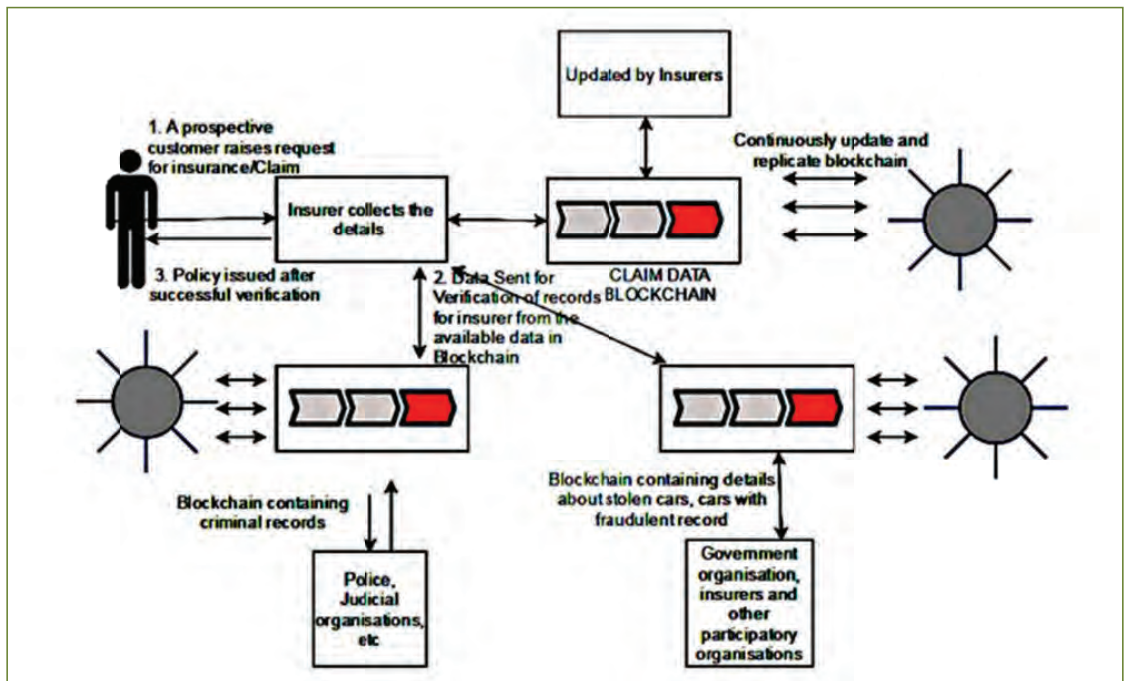 Updated by Insurers
1. A prospective
customer raises request
for insurance/Claim
Continuously update and
replicate blockchain
Insurer collects the
details
CLAIM DATA
BLOCKCHAIN
3. Policy issued after
successful verification
2. Data Sent for
Verification of records
for insurer from the
available data in
Blockchain
Blockchain containing
criminal records
Blockchain containing details
about stolen cars, cars with
fraudulent record
Police,
Judicial
organisations,
etc
Government
organisation,
insurers and
other
participatory
organisations